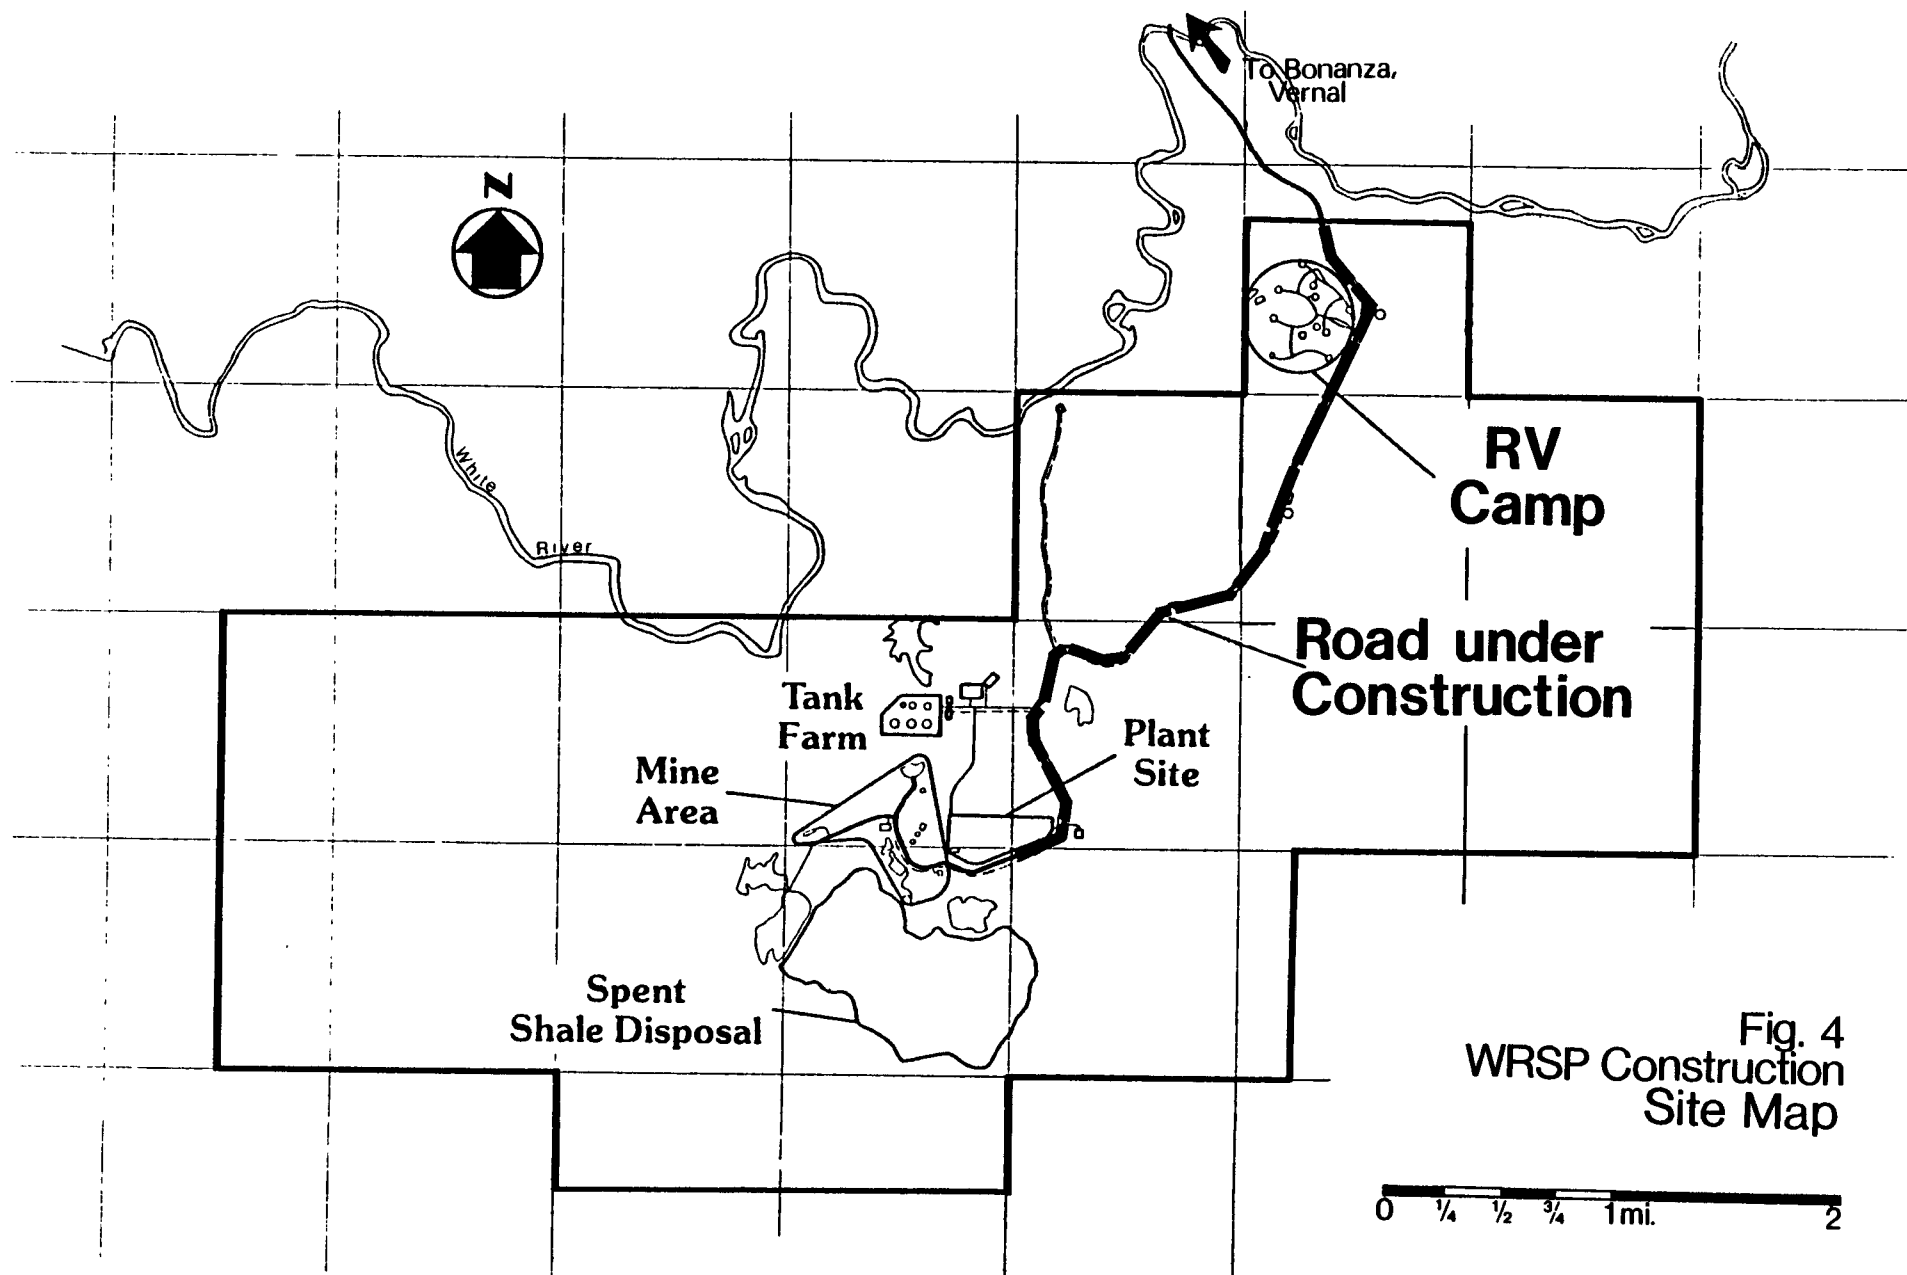 To Bonanza,
Vernal
N
White
River
RV
Camp
Road under
Construction
Tank
Farm
Plant
Site
Mine
Area
Spent
Shale Disposal
Fig. 4
WRSP Construction
Site Map
0 ¼ ½ ¾ 1 mi. 2